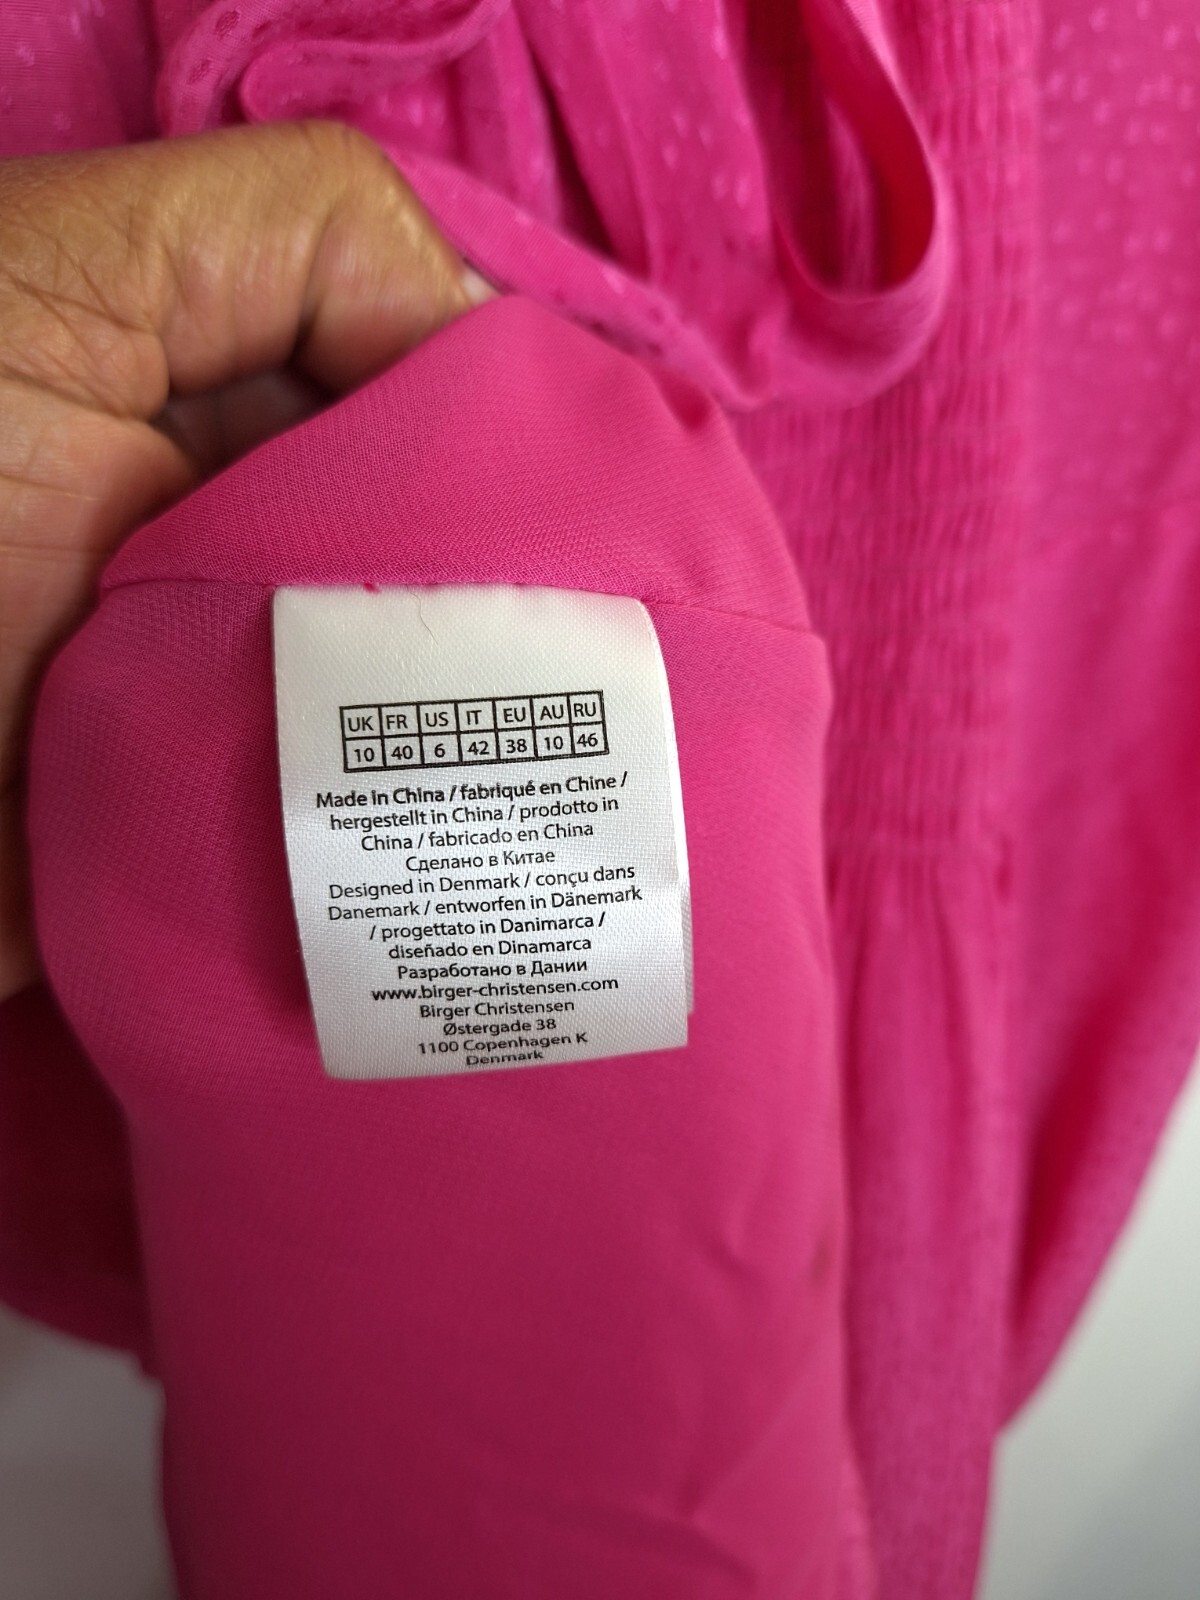 UK FR US IT EU AU RU
10 40 6 42 38 10 46
Made in China / fabriqué en Chine /
hergestellt in China / prodotto in
China / fabricado en China
Сделано в Китае
Designed in Denmark / conçu dans
Danemark / entworfen in Dänemark
/ progettato in Danimarca /
diseñado en Dinamarca
Разработано в Дании
www.birger-christensen.com
Birger Christensen
Østergade 38
1100 Copenhagen K
Denmark